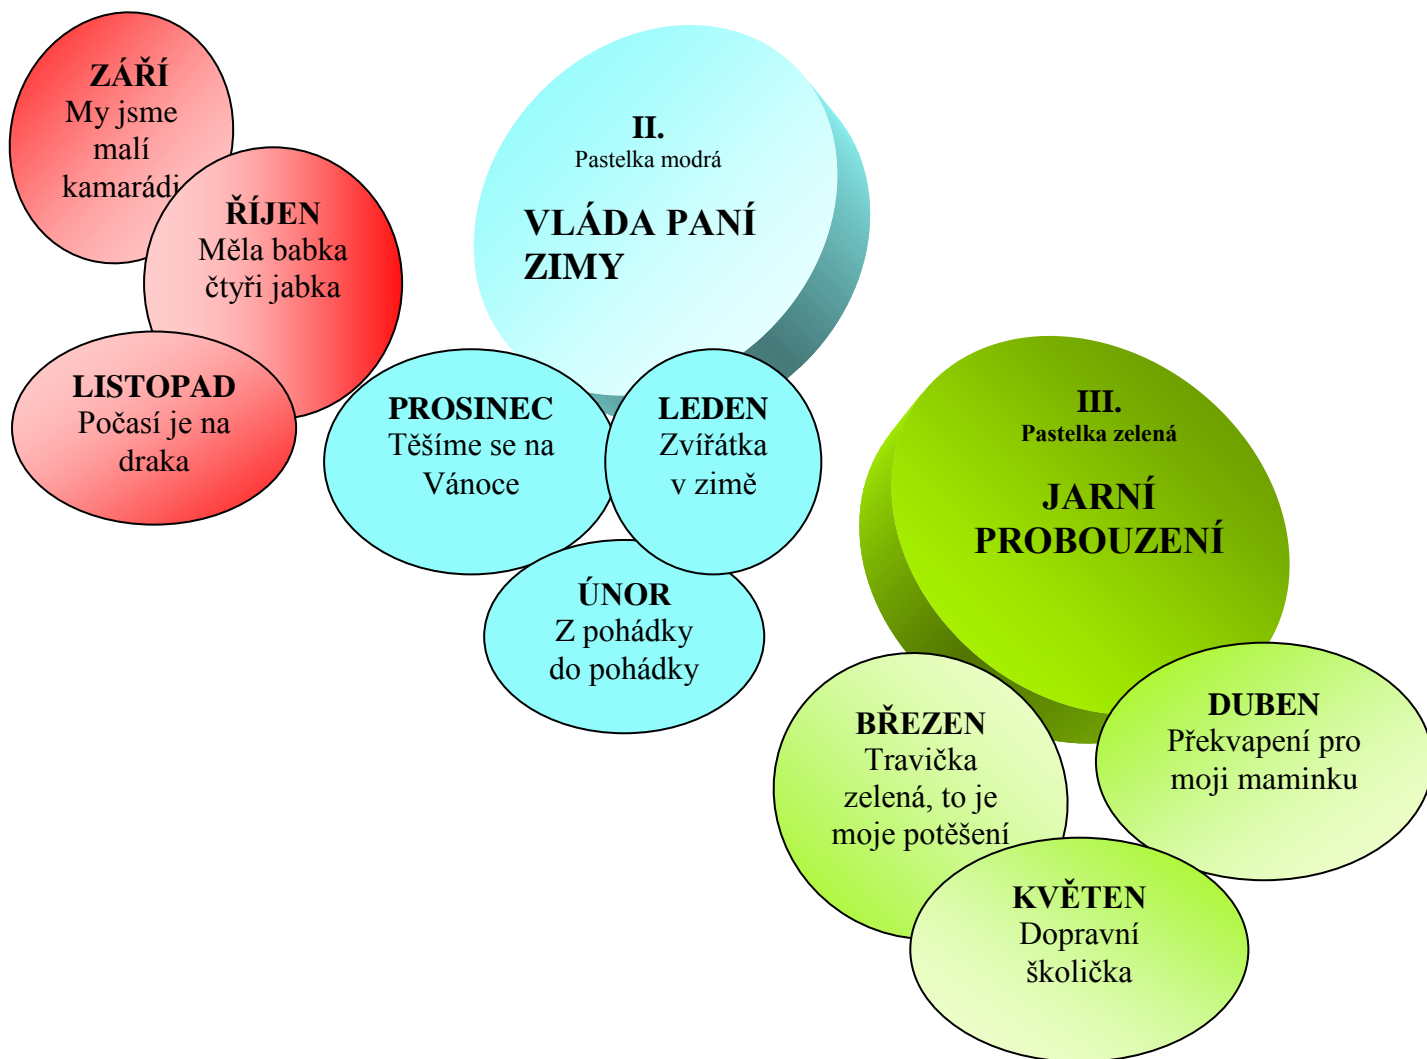 ZÁŘÍ
My jsme
malí
kamarádi
ŘÍJEN
Měla babka
čtyři jabka
LISTOPAD
Počasí je na
draka
II.
Pastelka modrá
VLÁDA PANÍ
ZIMY
PROSINEC
Těšíme se na
Vánoce
LEDEN
Zvířátka
v zimě
ÚNOR
Z pohádky
do pohádky
III.
Pastelka zelená
JARNÍ
PROBOUZENÍ
BŘEZEN
Travička
zelená, to je
moje potěšení
DUBEN
Překvapení pro
moji maminku
KVĚTEN
Dopravní
školička